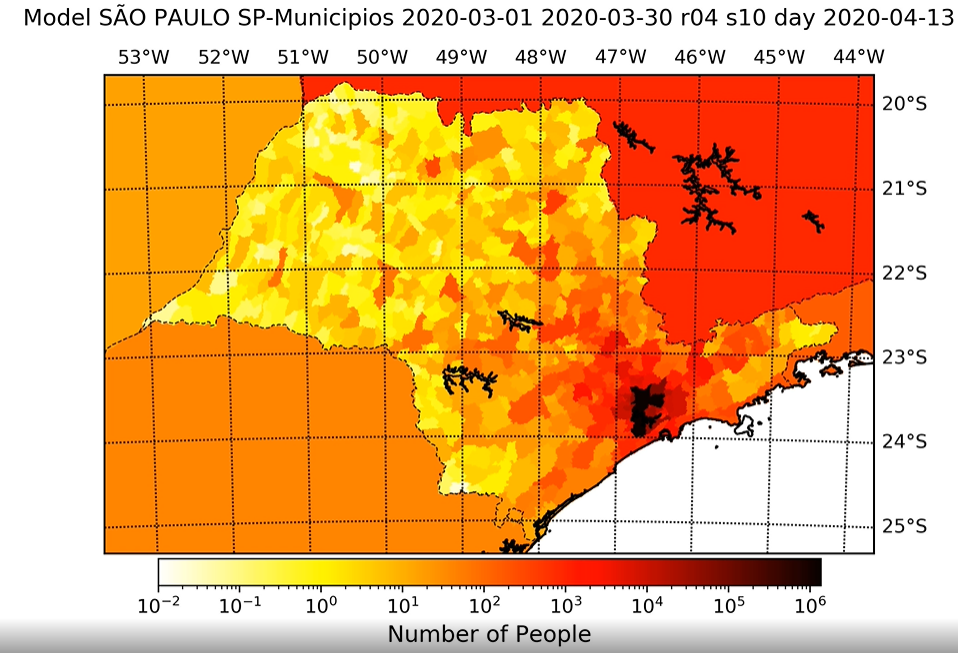 Model SÃO PAULO SP-Municipios 2020-03-01 2020-03-30 r04 s10 day 2020-04-13
53°W 52°W 51°W 50°W 49°W 48°W 47°W 46°W 45°W 44°W
20°S
21°S
22°S
23°S
24°S
25°S
10⁻² 10⁻¹ 10⁰ 10¹ 10² 10³ 10⁴ 10⁵ 10⁶
Number of People